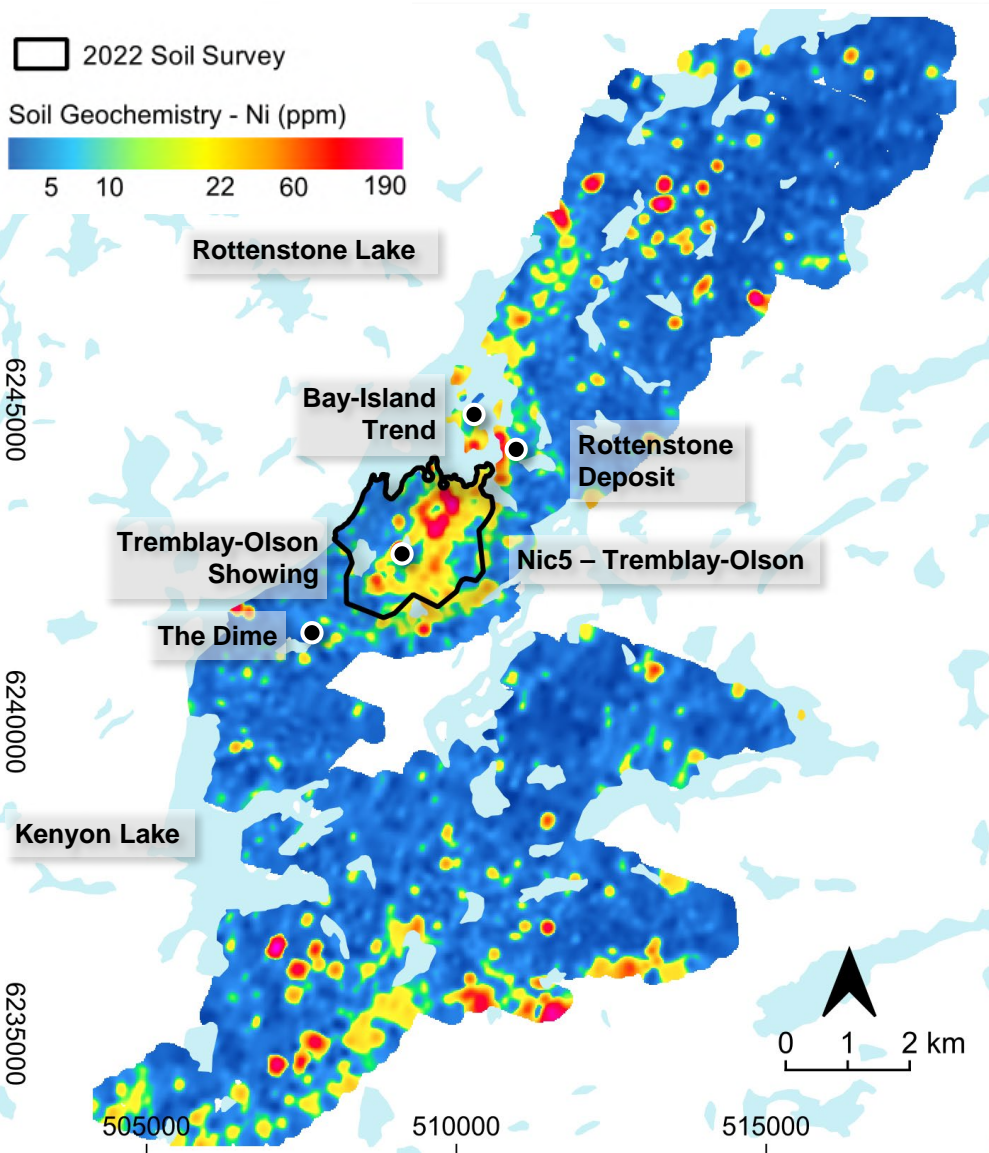 2022 Soil Survey
Soil Geochemistry - Ni (ppm)
5 10 22 60 190
Rottenstone Lake
6245000
Bay-Island
Trend
Rottenstone
Deposit
Tremblay-Olson
Showing
Nic5 – Tremblay-Olson
The Dime
6240000
Kenyon Lake
6235000
0 1 2 km
505000 510000 515000